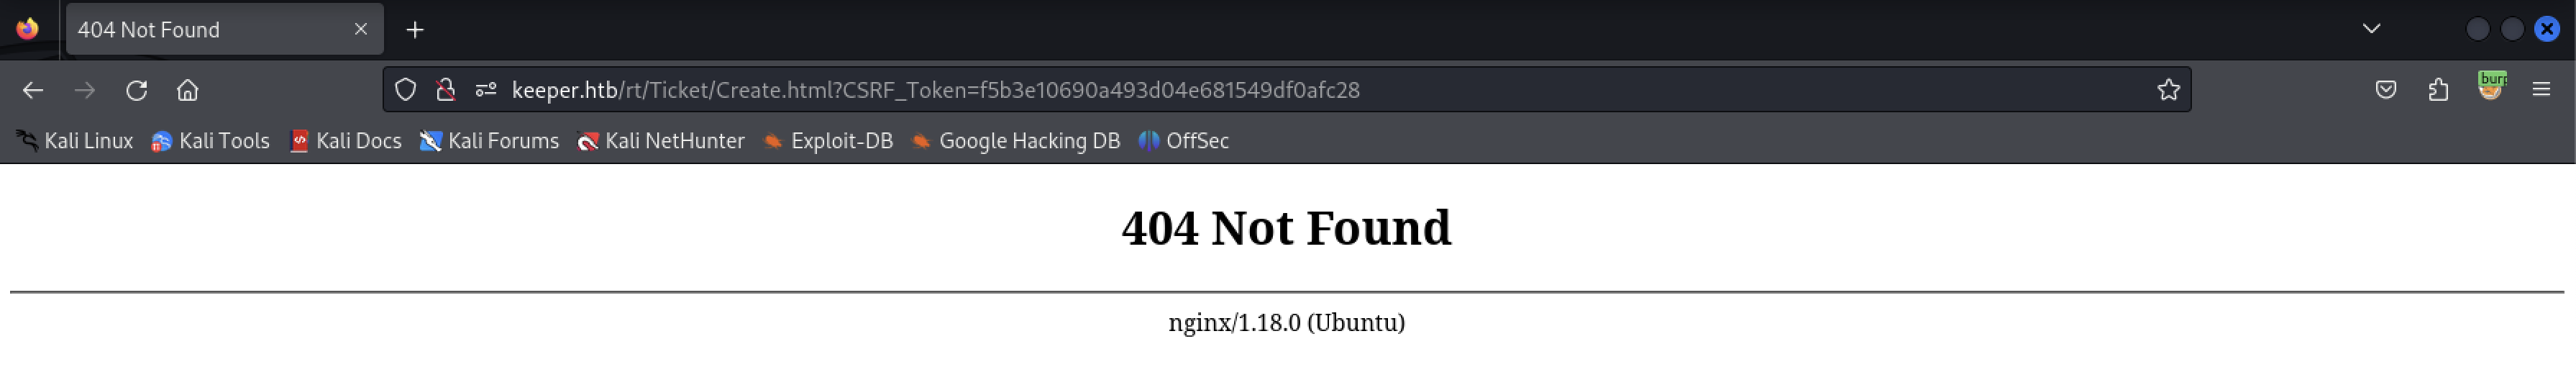 404 Not Found
keeper.htb/rt/Ticket/Create.html?CSRF_Token=f5b3e10690a493d04e681549df0afc28
burp
Kali Linux Kali Tools Kali Docs Kali Forums Kali NetHunter Exploit-DB Google Hacking DB OffSec
404 Not Found
nginx/1.18.0 (Ubuntu)